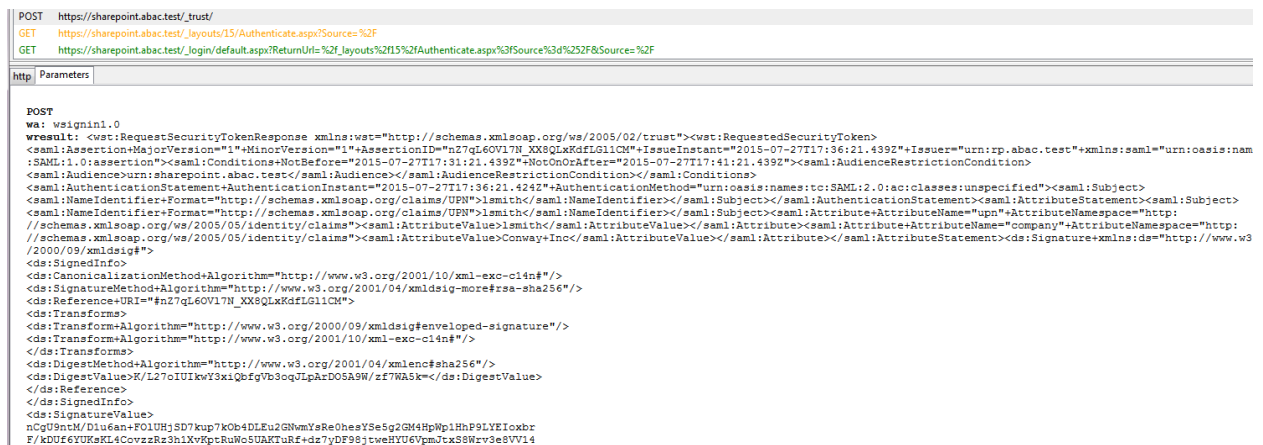 POST https://sharepoint.abac.test/_trust/
GET https://sharepoint.abac.test/_layouts/15/Authenticate.aspx?Source=%2F
GET https://sharepoint.abac.test/_login/default.aspx?ReturnUrl=%2f_layouts%2f15%2fAuthenticate.aspx%3fSource%3d%252F&Source=%2F
http Parameters
POST
wa: wsignin1.0
wresult: <wst:RequestSecurityTokenResponse xmlns:wst="http://schemas.xmlsoap.org/ws/2005/02/trust"><wst:RequestedSecurityToken>
<saml:Assertion+MajorVersion="1"+MinorVersion="1"+AssertionID="nZ7qL6OVl7N_XX8QLxKdfLGl1CM"+IssueInstant="2015-07-27T17:36:21.439Z"+Issuer="urn:rp.abac.test"+xmlns:saml="urn:oasis:nam
:SAML:1.0:assertion"><saml:Conditions+NotBefore="2015-07-27T17:31:21.439Z"+NotOnOrAfter="2015-07-27T17:41:21.439Z"><saml:AudienceRestrictionCondition>
<saml:Audience>urn:sharepoint.abac.test</saml:Audience></saml:AudienceRestrictionCondition></saml:Conditions>
<saml:AuthenticationStatement+AuthenticationInstant="2015-07-27T17:36:21.424Z"+AuthenticationMethod="urn:oasis:names:tc:SAML:2.0:ac:classes:unspecified"><saml:Subject>
<saml:NameIdentifier+Format="http://schemas.xmlsoap.org/claims/UPN">lsmith</saml:NameIdentifier></saml:Subject></saml:AuthenticationStatement><saml:AttributeStatement><saml:Subject>
<saml:NameIdentifier+Format="http://schemas.xmlsoap.org/claims/UPN">lsmith</saml:NameIdentifier></saml:Subject><saml:Attribute+AttributeName="upn"+AttributeNamespace="http:
//schemas.xmlsoap.org/ws/2005/05/identity/claims"><saml:AttributeValue>lsmith</saml:AttributeValue></saml:Attribute><saml:Attribute+AttributeName="company"+AttributeNamespace="http:
//schemas.xmlsoap.org/ws/2005/05/identity/claims"><saml:AttributeValue>Conway+Inc</saml:AttributeValue></saml:Attribute></saml:AttributeStatement><ds:Signature+xmlns:ds="http://www.w3
/2000/09/xmldsig#">
<ds:SignedInfo>
<ds:CanonicalizationMethod+Algorithm="http://www.w3.org/2001/10/xml-exc-c14n#"/>
<ds:SignatureMethod+Algorithm="http://www.w3.org/2001/04/xmldsig-more#rsa-sha256"/>
<ds:Reference+URI="#nZ7qL6OVl7N_XX8QLxKdfLGl1CM">
<ds:Transforms>
<ds:Transform+Algorithm="http://www.w3.org/2000/09/xmldsig#enveloped-signature"/>
<ds:Transform+Algorithm="http://www.w3.org/2001/10/xml-exc-c14n#"/>
</ds:Transforms>
<ds:DigestMethod+Algorithm="http://www.w3.org/2001/04/xmlenc#sha256"/>
<ds:DigestValue>K/L27oIUIkwY3xiQbfgVb3oqJLpArDO5A9W/zf7WA5k=</ds:DigestValue>
</ds:Reference>
</ds:SignedInfo>
<ds:SignatureValue>
nCgU9ntM/D1u6an+FOlUHjSD7kup7kOb4DLEu2GNwmYsRe0hesYSe5g2GM4HpWp1HhP9LYEIoxbr
F/kDUf6YUKsKL4CovzzRz3h1XvKptRuWo5UAKTuRf+dz7yDF98jtweHYU6VpmJtxS8Wrv3e8VV14